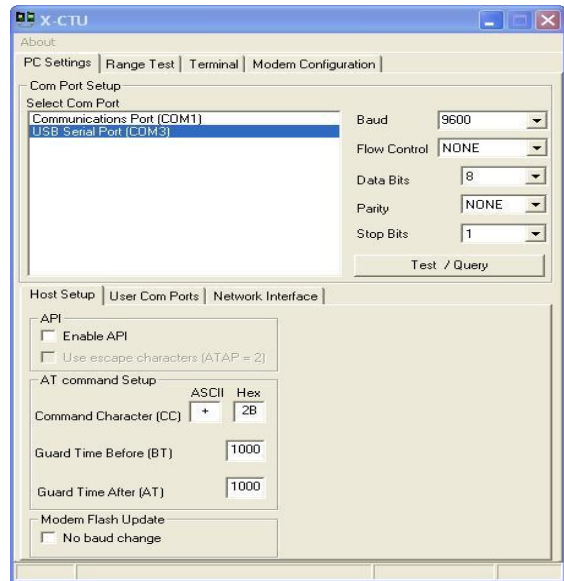 X-CTU
About
PC Settings Range Test Terminal Modem Configuration
Com Port Setup
Select Com Port
Communications Port (COM1)
USB Serial Port (COM3)
Baud 9600
Flow Control NONE
Data Bits 8
Parity NONE
Stop Bits 1
Test / Query
Host Setup User Com Ports Network Interface
API
Enable API
Use escape characters (ATAP = 2)
AT command Setup
ASCII Hex
Command Character (CC) + 2B
Guard Time Before (BT) 1000
Guard Time After (AT) 1000
Modem Flash Update
No baud change